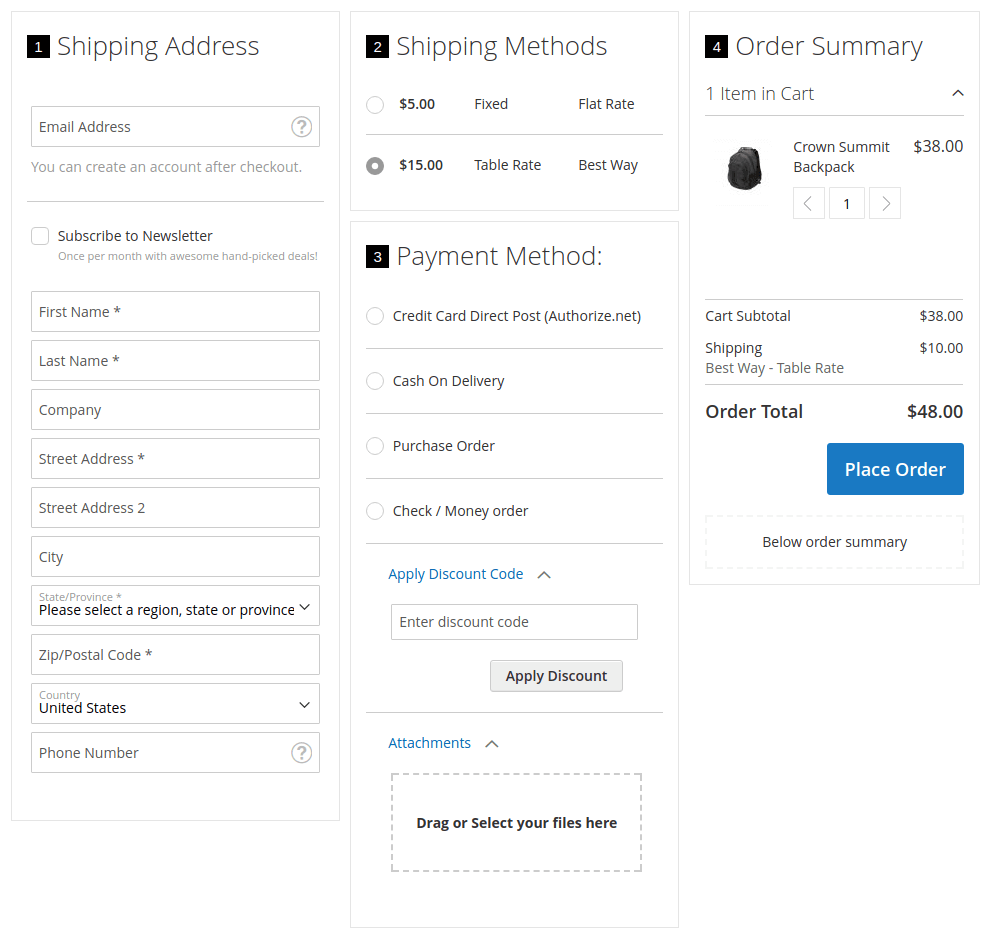 1 Shipping Address
Email Address ?
You can create an account after checkout.
Subscribe to Newsletter
Once per month with awesome hand-picked deals!
First Name *
Last Name *
Company
Street Address *
Street Address 2
City
State/Province *
Please select a region, state or province
Zip/Postal Code *
Country
United States
Phone Number ?
2 Shipping Methods
$5.00 Fixed Flat Rate
$15.00 Table Rate Best Way
3 Payment Method:
Credit Card Direct Post (Authorize.net)
Cash On Delivery
Purchase Order
Check / Money order
Apply Discount Code
Enter discount code
Apply Discount
Attachments
Drag or Select your files here
4 Order Summary
1 Item in Cart
Crown Summit $38.00
Backpack
1
Cart Subtotal $38.00
Shipping $10.00
Best Way - Table Rate
Order Total $48.00
Place Order
Below order summary